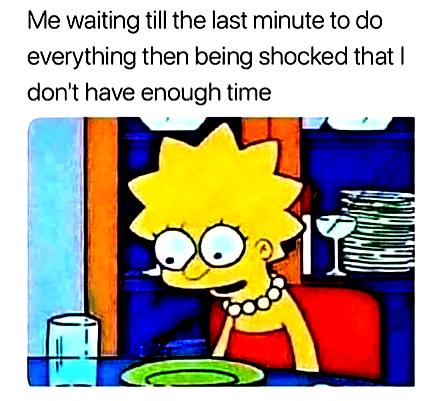 Me waiting till the last minute to do
everything then being shocked that I
don't have enough time